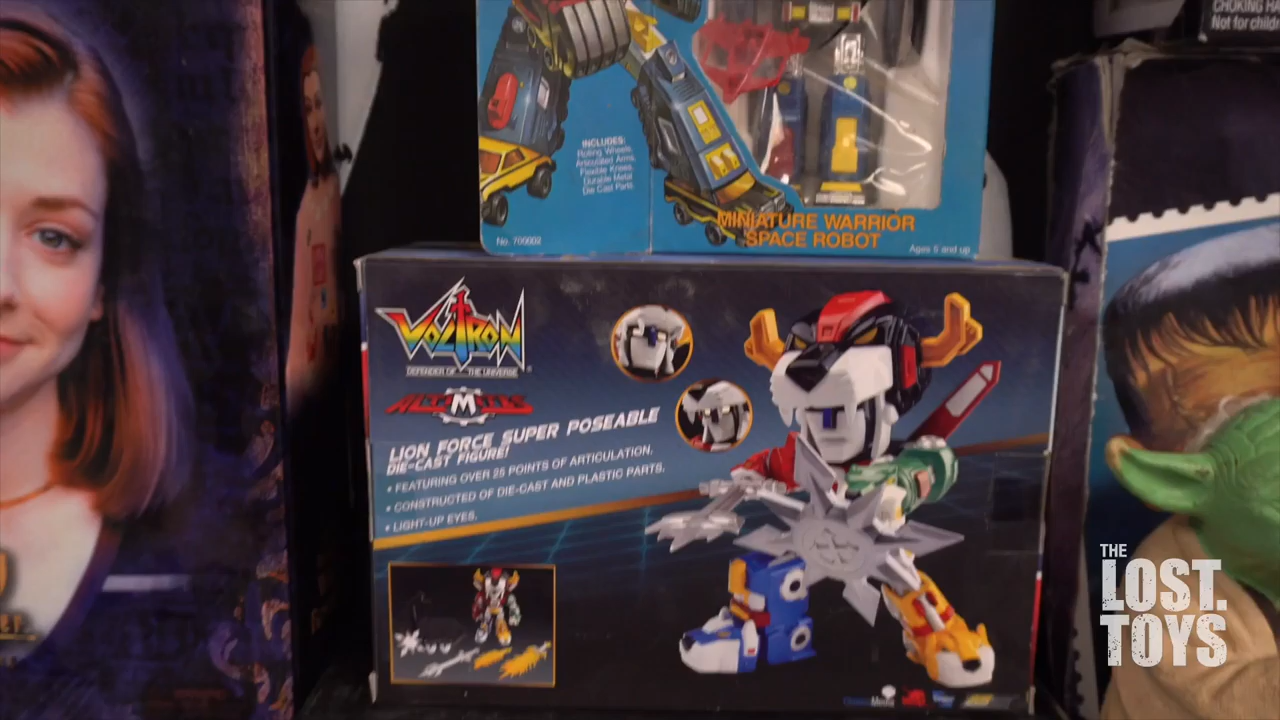 CHOKING HA
Not for childr
INCLUDES:
Rolling Wheels,
Articulated Arms,
Flexible Knees,
Durable Metal
Die Cast Parts.
MINIATURE WARRIOR
SPACE ROBOT
No. 700002
Ages 5 and up
VOLTRON
DEFENDER OF THE UNIVERSE
ALTIMITES
LION FORCE SUPER POSEABLE
DIE-CAST FIGURE!
• FEATURING OVER 25 POINTS OF ARTICULATION.
• CONSTRUCTED OF DIE-CAST AND PLASTIC PARTS.
• LIGHT-UP EYES.
THE
LOST.
TOYS